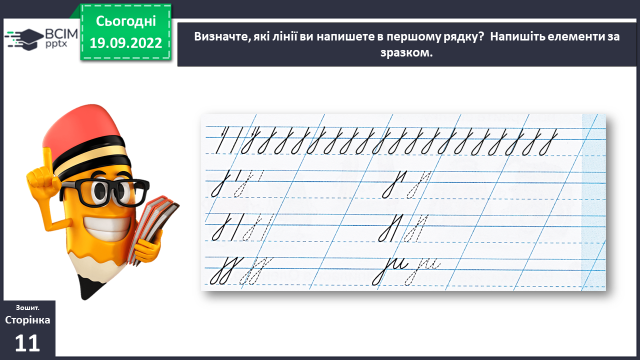 ВСІМ
pptx
Сьогодні
19.09.2022
Визначте, які лінії ви напишете в першому рядку? Напишіть елементи за
зразком.
Зошит.
Сторінка
11